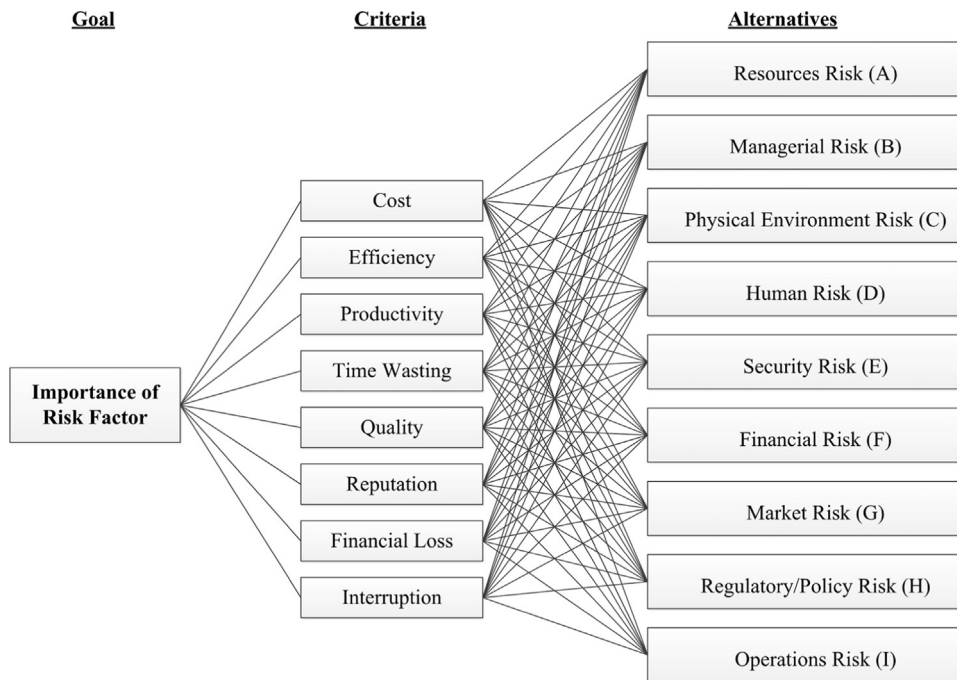 Goal
Criteria
Alternatives
Importance of
Risk Factor
Cost
Efficiency
Productivity
Time Wasting
Quality
Reputation
Financial Loss
Interruption
Resources Risk (A)
Managerial Risk (B)
Physical Environment Risk (C)
Human Risk (D)
Security Risk (E)
Financial Risk (F)
Market Risk (G)
Regulatory/Policy Risk (H)
Operations Risk (I)